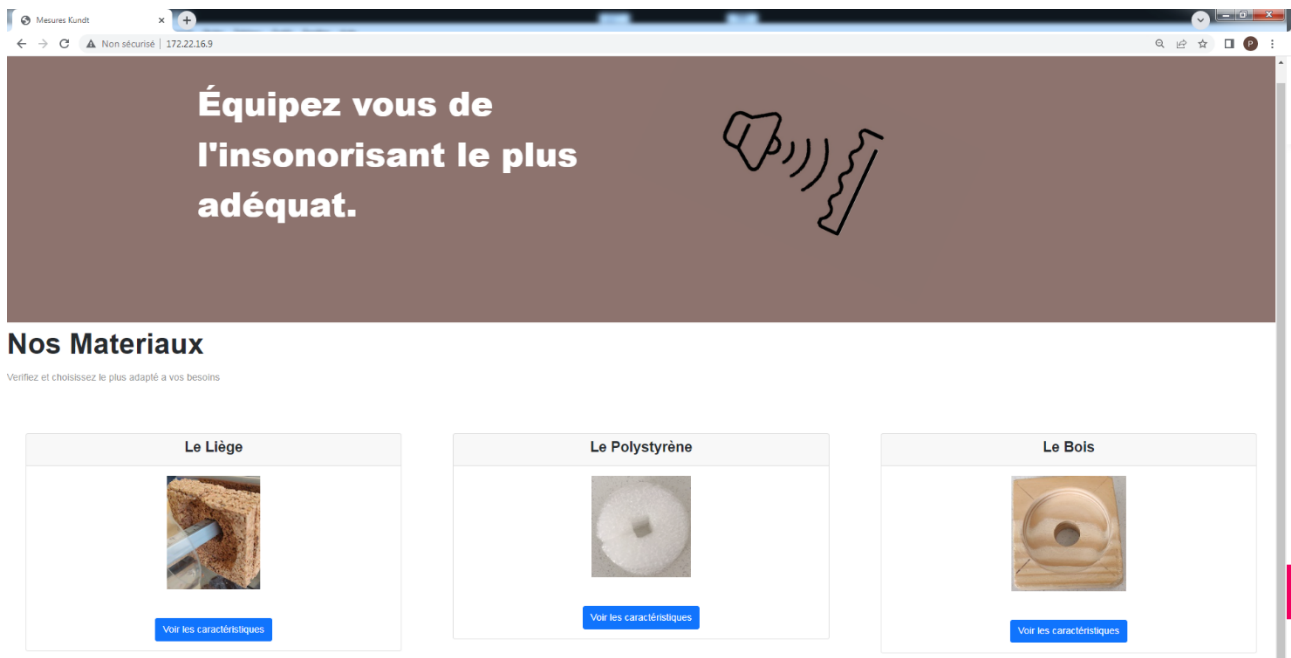 Mesures Kundt
Non sécurisé | 172.22.16.9
P
Équipez vous de
l'insonorisant le plus
adéquat.
Nos Materiaux
Verifiez et choisissez le plus adapté a vos besoins
Le Liège
Le Polystyrène
Le Bois
Voir les caractéristiques
Voir les caractéristiques
Voir les caractéristiques